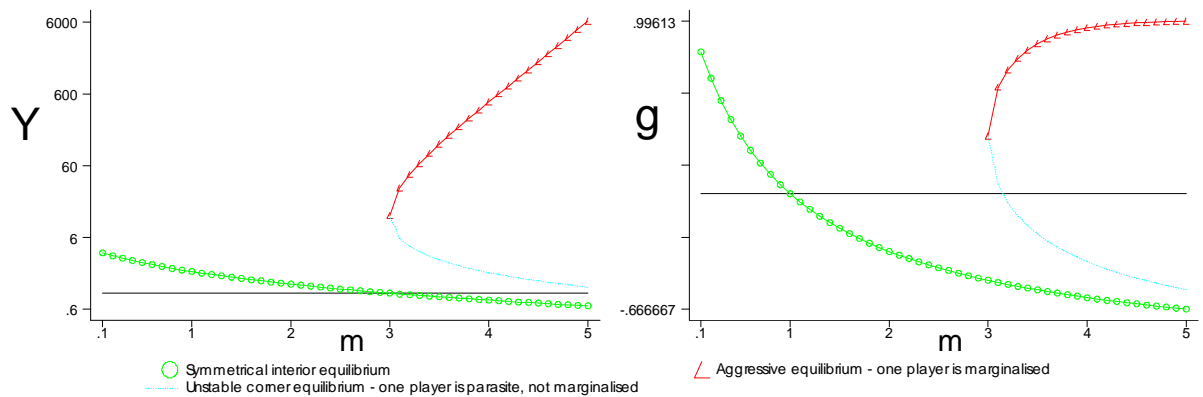 6000
600
60
6
.6
Y
.1
1
2
3
4
5
m
.99613
-.666667
g
.1
1
2
3
4
5
m
Symmetrical interior equilibrium
Unstable corner equilibrium - one player is parasite, not marginalised
Aggressive equilibrium - one player is marginalised